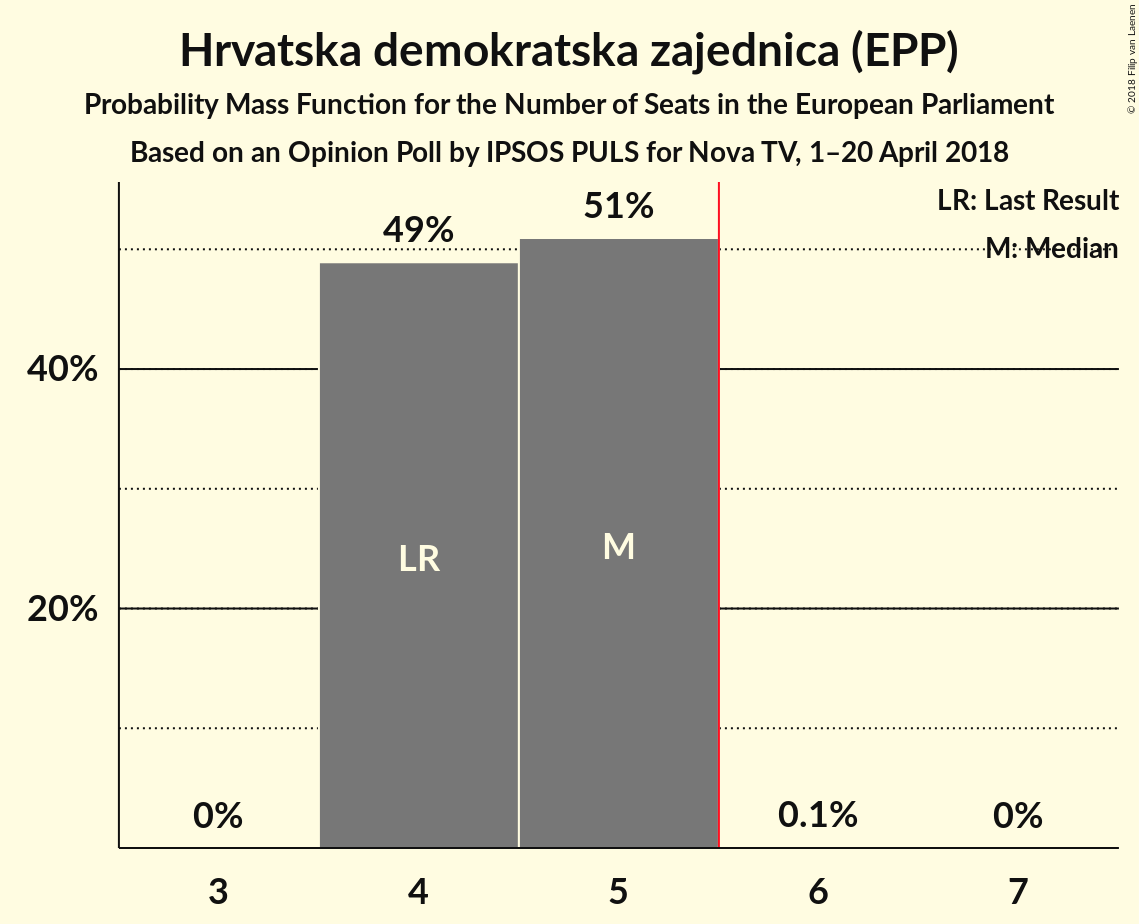 Hrvatska demokratska zajednica (EPP)
Probability Mass Function for the Number of Seats in the European Parliament
Based on an Opinion Poll by IPSOS PULS for Nova TV, 1–20 April 2018
© 2018 Filip van Laenen
LR: Last Result
M: Median
49%
51%
40%
20%
LR
M
0%
0.1%
0%
3
4
5
6
7